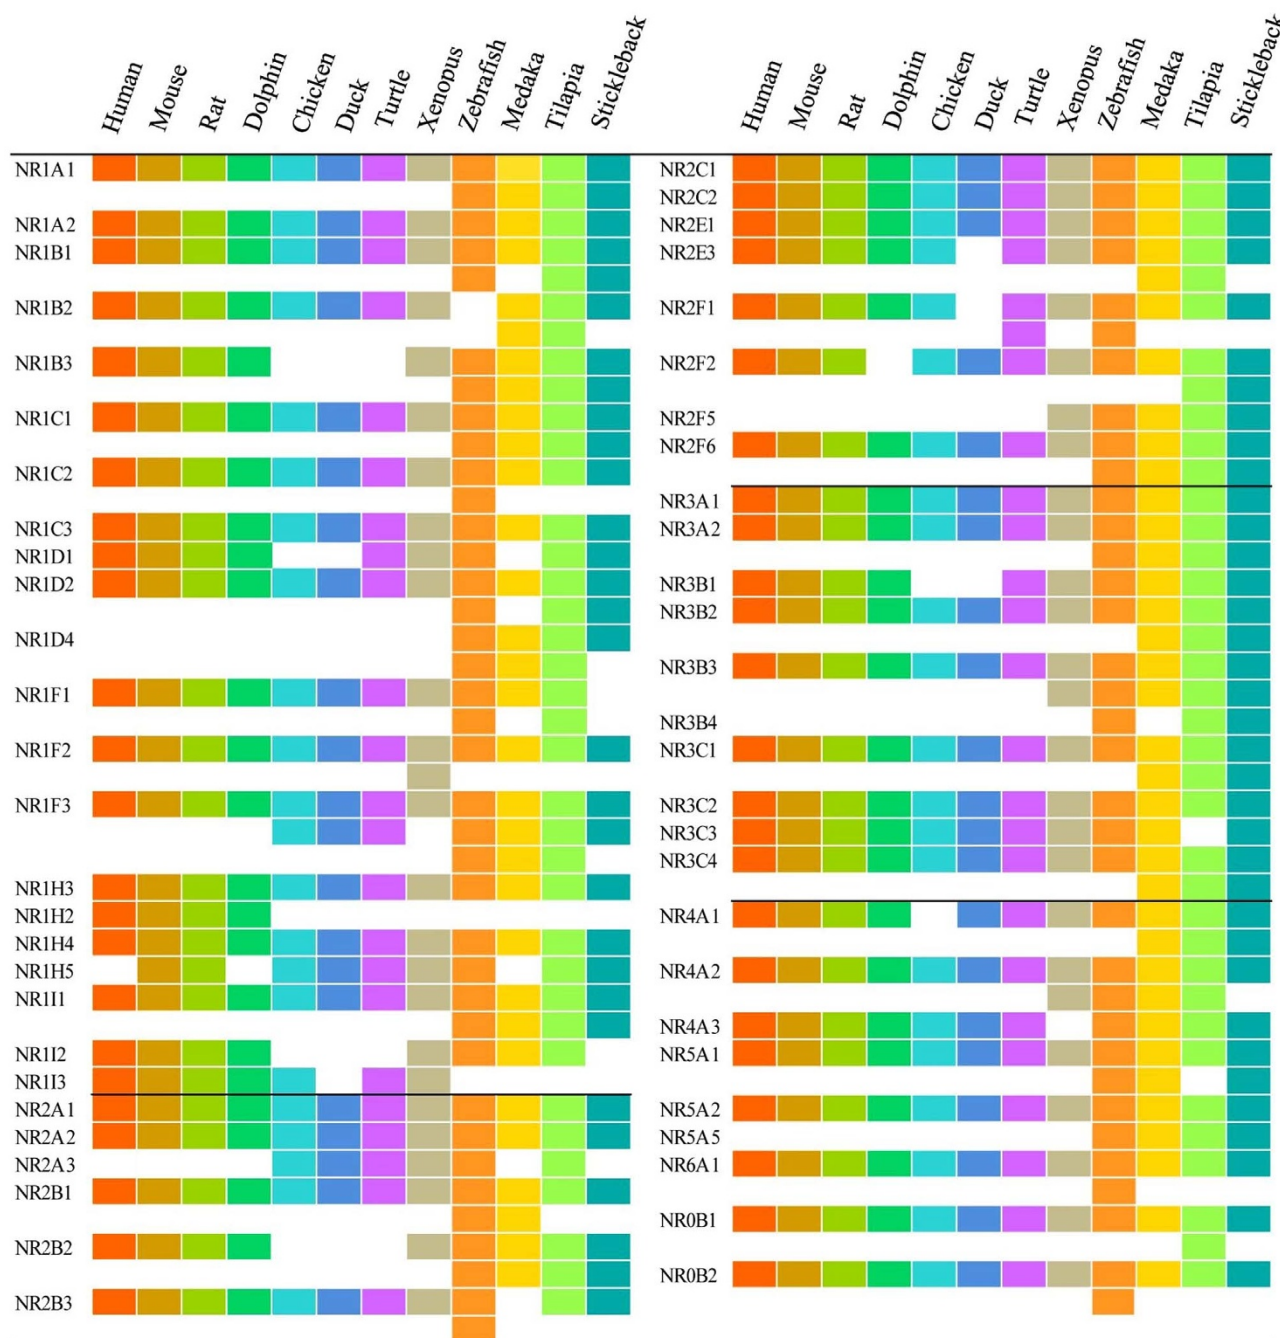 Human Mouse Rat Dolphin Chicken Duck Turtle Xenopus Zebrafish Medaka Tilapia Stickleback
NR1A1
NR1A2
NR1B1
NR1B2
NR1B3
NR1C1
NR1C2
NR1C3
NR1D1
NR1D2
NR1D4
NR1F1
NR1F2
NR1F3
NR1H3
NR1H2
NR1H4
NR1H5
NR1I1
NR1I2
NR1I3
NR2A1
NR2A2
NR2A3
NR2B1
NR2B2
NR2B3
Human Mouse Rat Dolphin Chicken Duck Turtle Xenopus Zebrafish Medaka Tilapia Stickleback
NR2C1
NR2C2
NR2E1
NR2E3
NR2F1
NR2F2
NR2F5
NR2F6
NR3A1
NR3A2
NR3B1
NR3B2
NR3B3
NR3B4
NR3C1
NR3C2
NR3C3
NR3C4
NR4A1
NR4A2
NR4A3
NR5A1
NR5A2
NR5A5
NR6A1
NR0B1
NR0B2